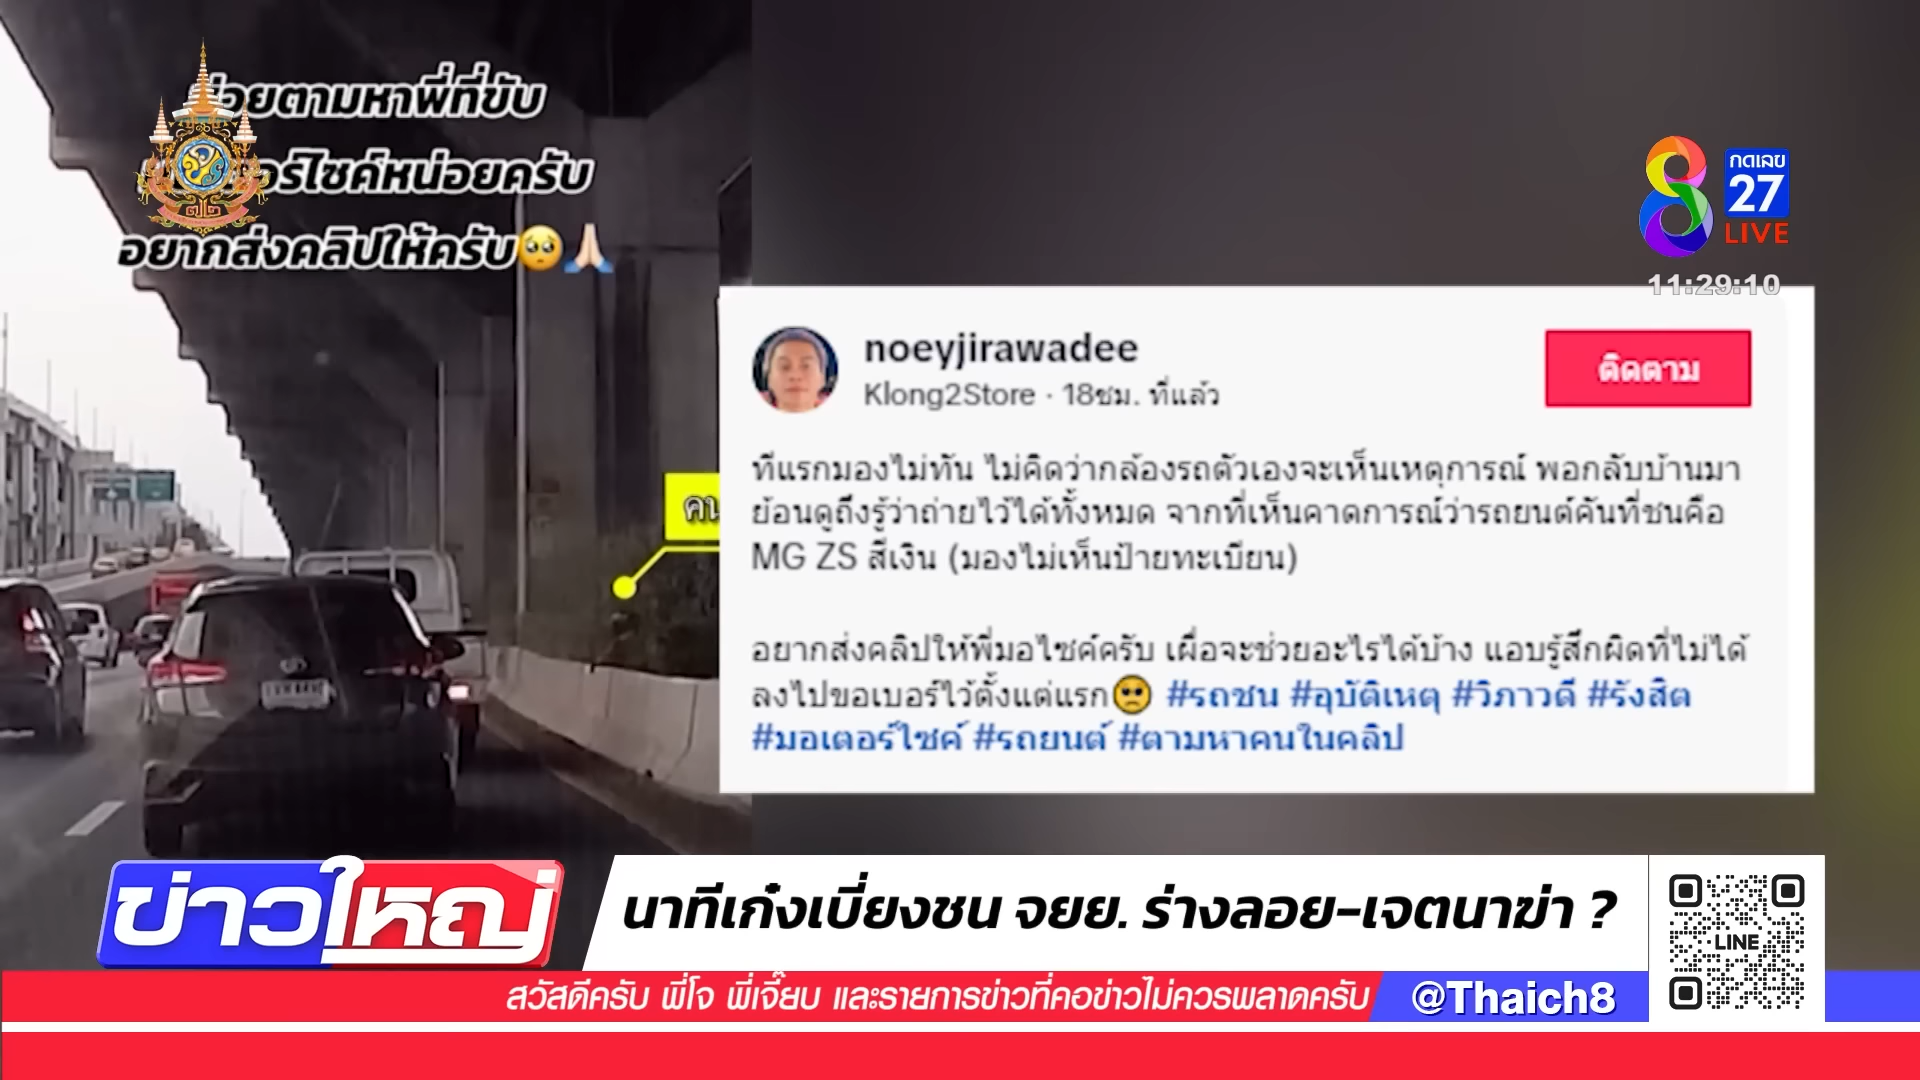 ช่วยตามหาพี่ที่ขับ
อร์ไซค์หน่อยครับ
อยากส่งคลิปให้ครับ🥺🙏🏻
8
กดเลข
27
LIVE
11:29:10
noeyjirawadee
Klong2Store · 18ชม. ที่แล้ว
ติดตาม
ทีแรกมองไม่ทัน ไม่คิดว่ากล้องรถตัวเองจะเห็นเหตุการณ์ พอกลับบ้านมา
ย้อนดูถึงรู้ว่าถ่ายไว้ได้ทั้งหมด จากที่เห็นคาดการณ์ว่ารถยนต์คันที่ชนคือ
MG ZS สีเงิน (มองไม่เห็นป้ายทะเบียน)
อยากส่งคลิปให้พี่มอไซค์ครับ เผื่อจะช่วยอะไรได้บ้าง แอบรู้สึกผิดที่ไม่ได้
ลงไปขอเบอร์ไว้ตั้งแต่แรก🥺 #รถชน #อุบัติเหตุ #วิภาวดี #รังสิต
#มอเตอร์ไซค์ #รถยนต์ #ตามหาคนในคลิป
ข่าวใหญ่
นาทีเก๋งเบี่ยงชน จยย. ร่างลอย-เจตนาฆ่า ?
LINE
สวัสดีครับ พี่โจ พี่เจี๊ยบ และรายการข่าวที่คอข่าวไม่ควรพลาดครับ
@Thaich8